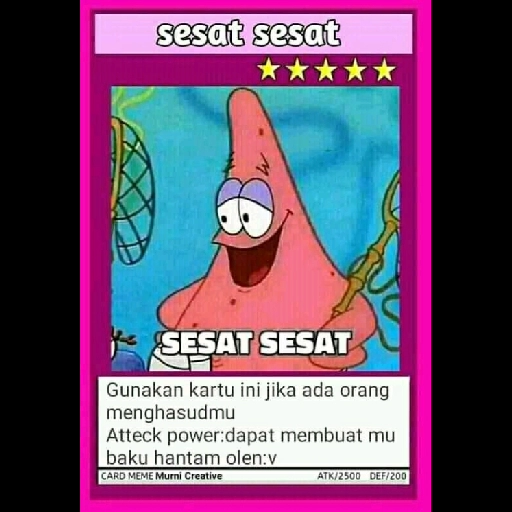 sesat sesat
SESAT SESAT
Gunakan kartu ini jika ada orang
menghasudmu
Atteck power:dapat membuat mu
baku hantam olen:v
CARD MEME Murni Creative ATK/2500 DEF/200